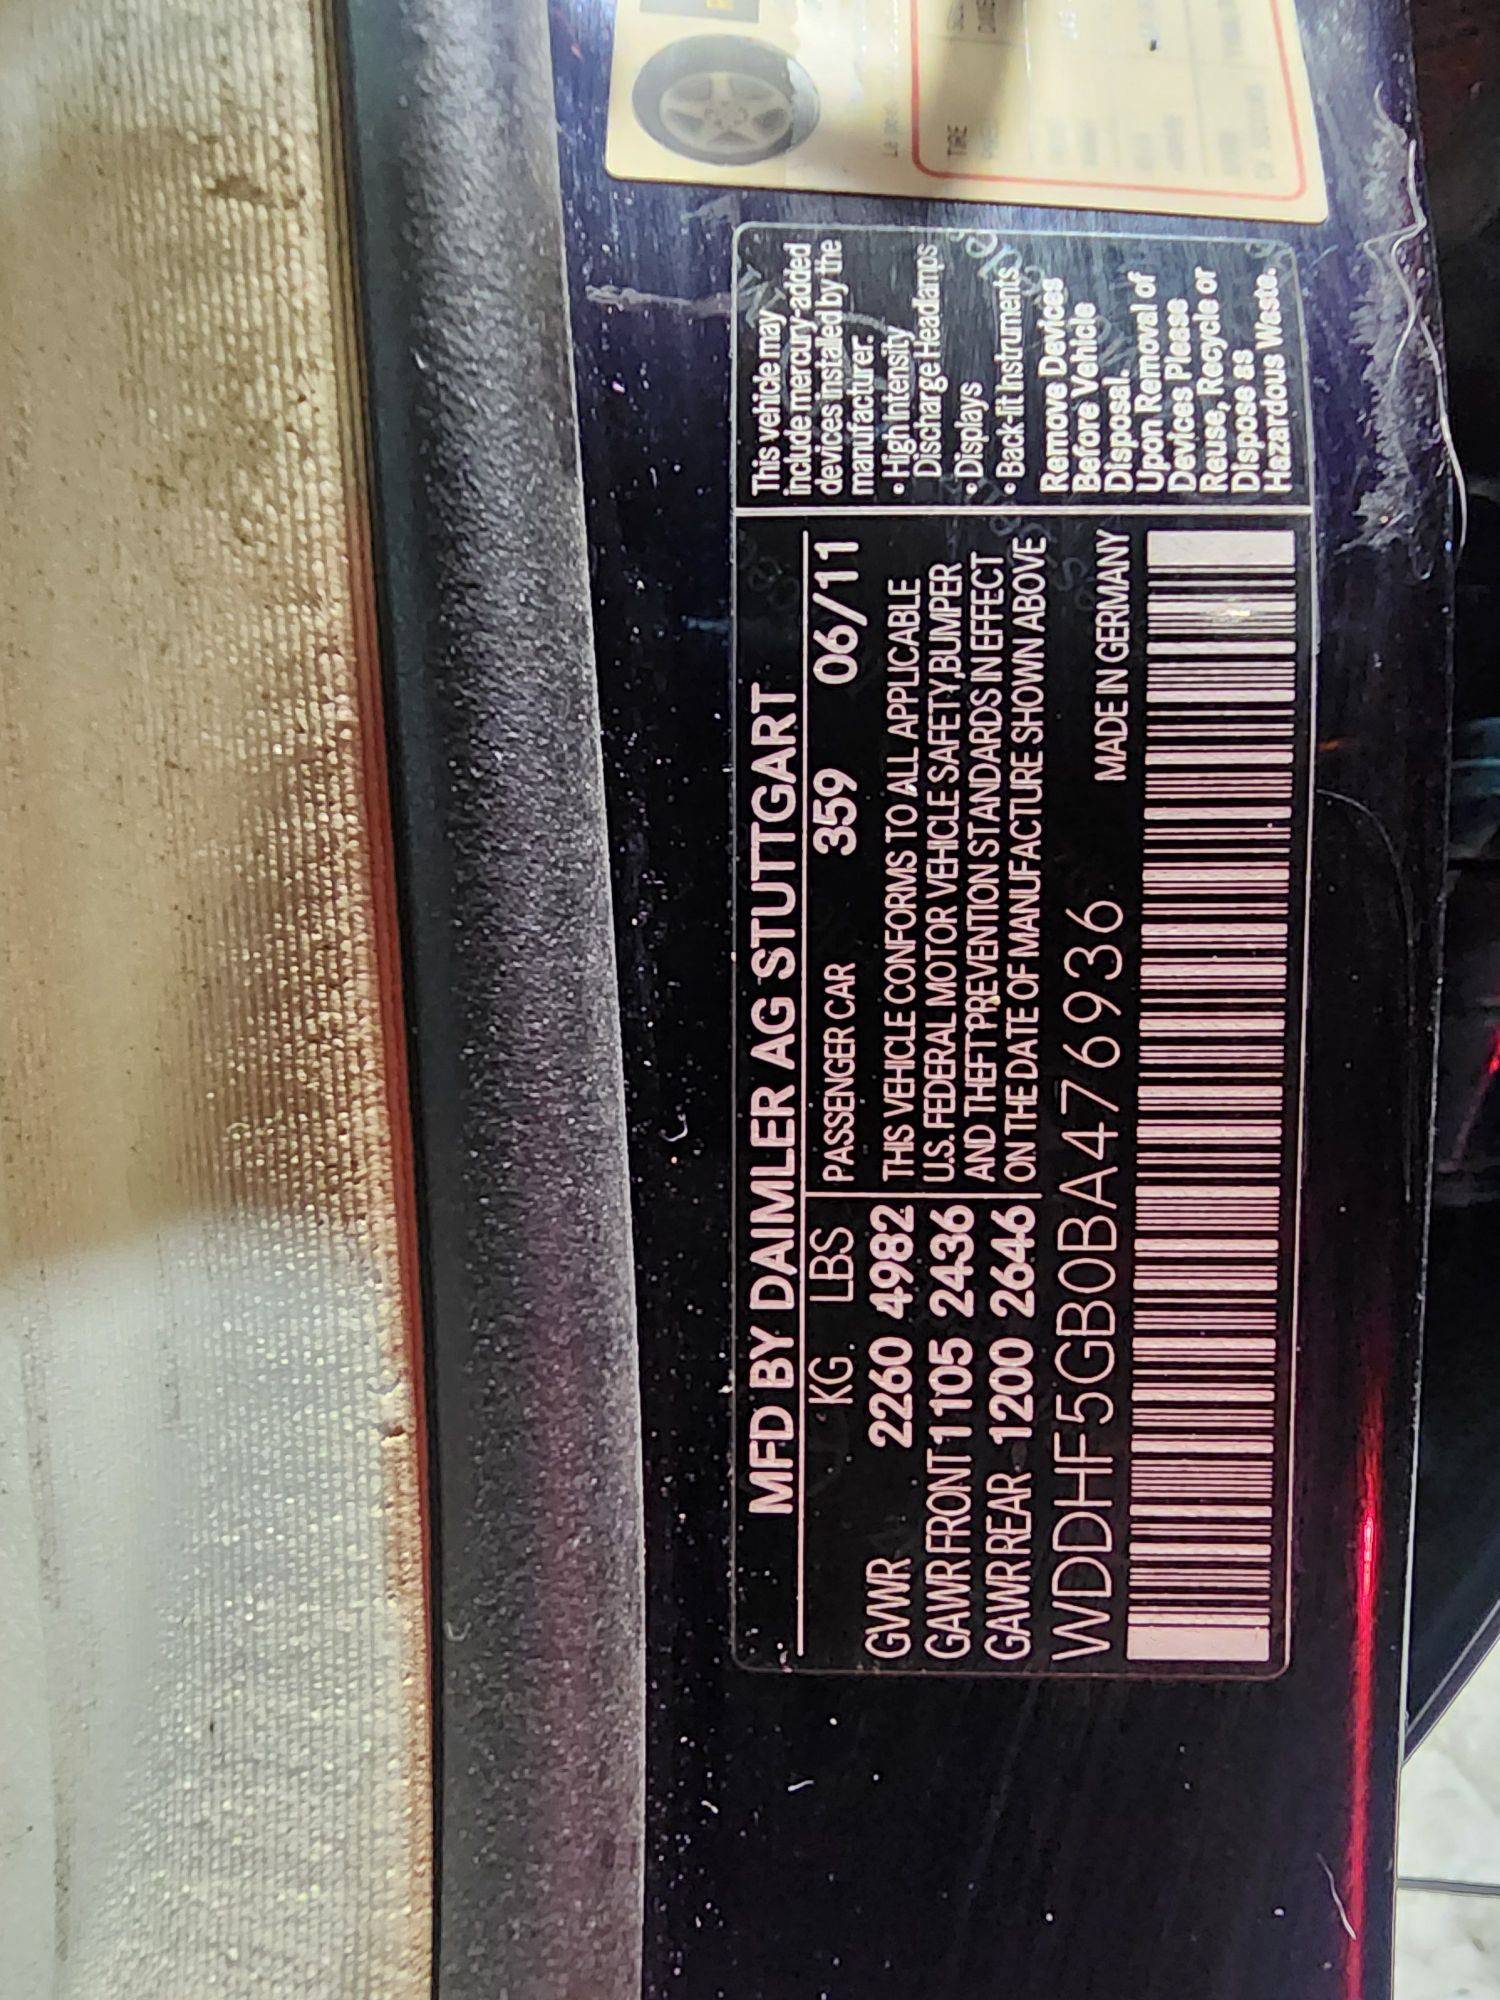 MFD BY DAIMLER AG STUTTGART
KG LBS
PASSENGER CAR 359 06/11
GVWR 2260 4982
GAWR FRONT 1105 2436
GAWR REAR 1200 2646
THIS VEHICLE CONFORMS TO ALL APPLICABLE
U.S. FEDERAL MOTOR VEHICLE SAFETY,BUMPER
AND THEFT PREVENTION STANDARDS IN EFFECT
ON THE DATE OF MANUFACTURE SHOWN ABOVE
WDDHF5GB0BA476936
MADE IN GERMANY
This vehicle may
include mercury-added
devices installed by the
manufacturer:
• High Intensity
Discharge Headlamps
• Displays
• Back-lit Instruments
Remove Devices
Before Vehicle
Disposal.
Upon Removal of
Devices Please
Reuse, Recycle or
Dispose as
Hazardous Waste.
TIRE